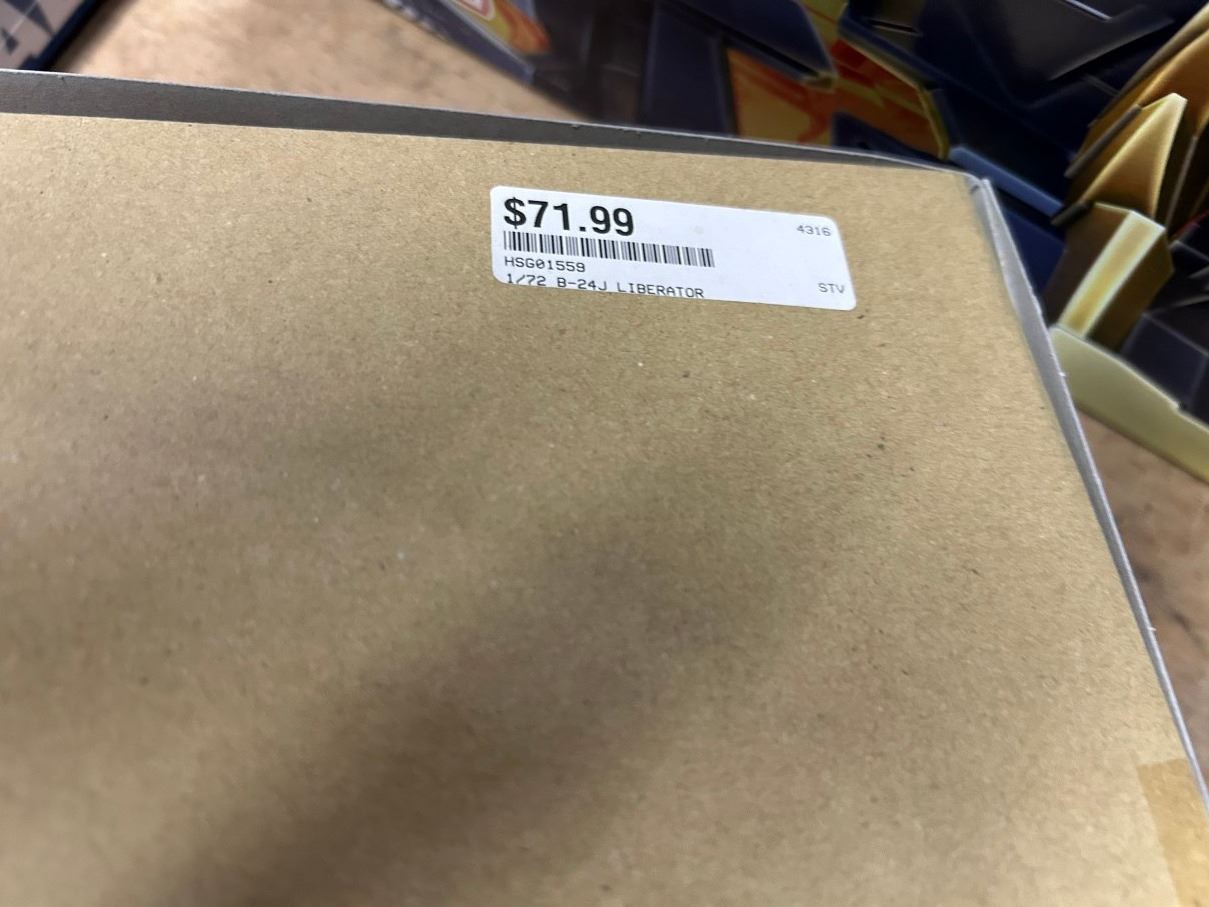 $71.99
4316
HSG01559
1/72 B-24J LIBERATOR
STV